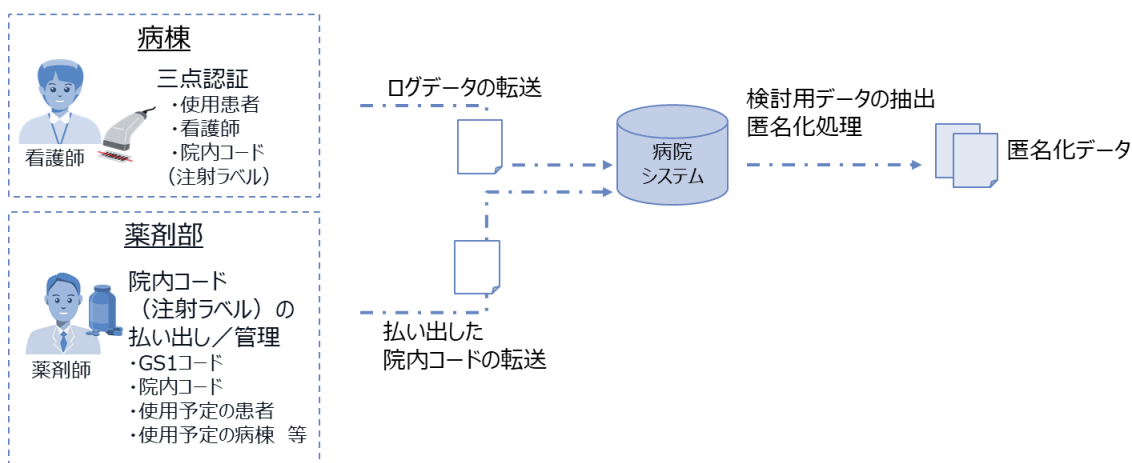 病棟
三点認証
・使用患者
・看護師
・院内コード
（注射ラベル）
看護師
薬剤部
院内コード
（注射ラベル）の
払い出し／管理
・GS1コード
・院内コード
・使用予定の患者
・使用予定の病棟 等
薬剤師
ログデータの転送
払い出した
院内コードの転送
病院
システム
検討用データの抽出
匿名化処理
匿名化データ